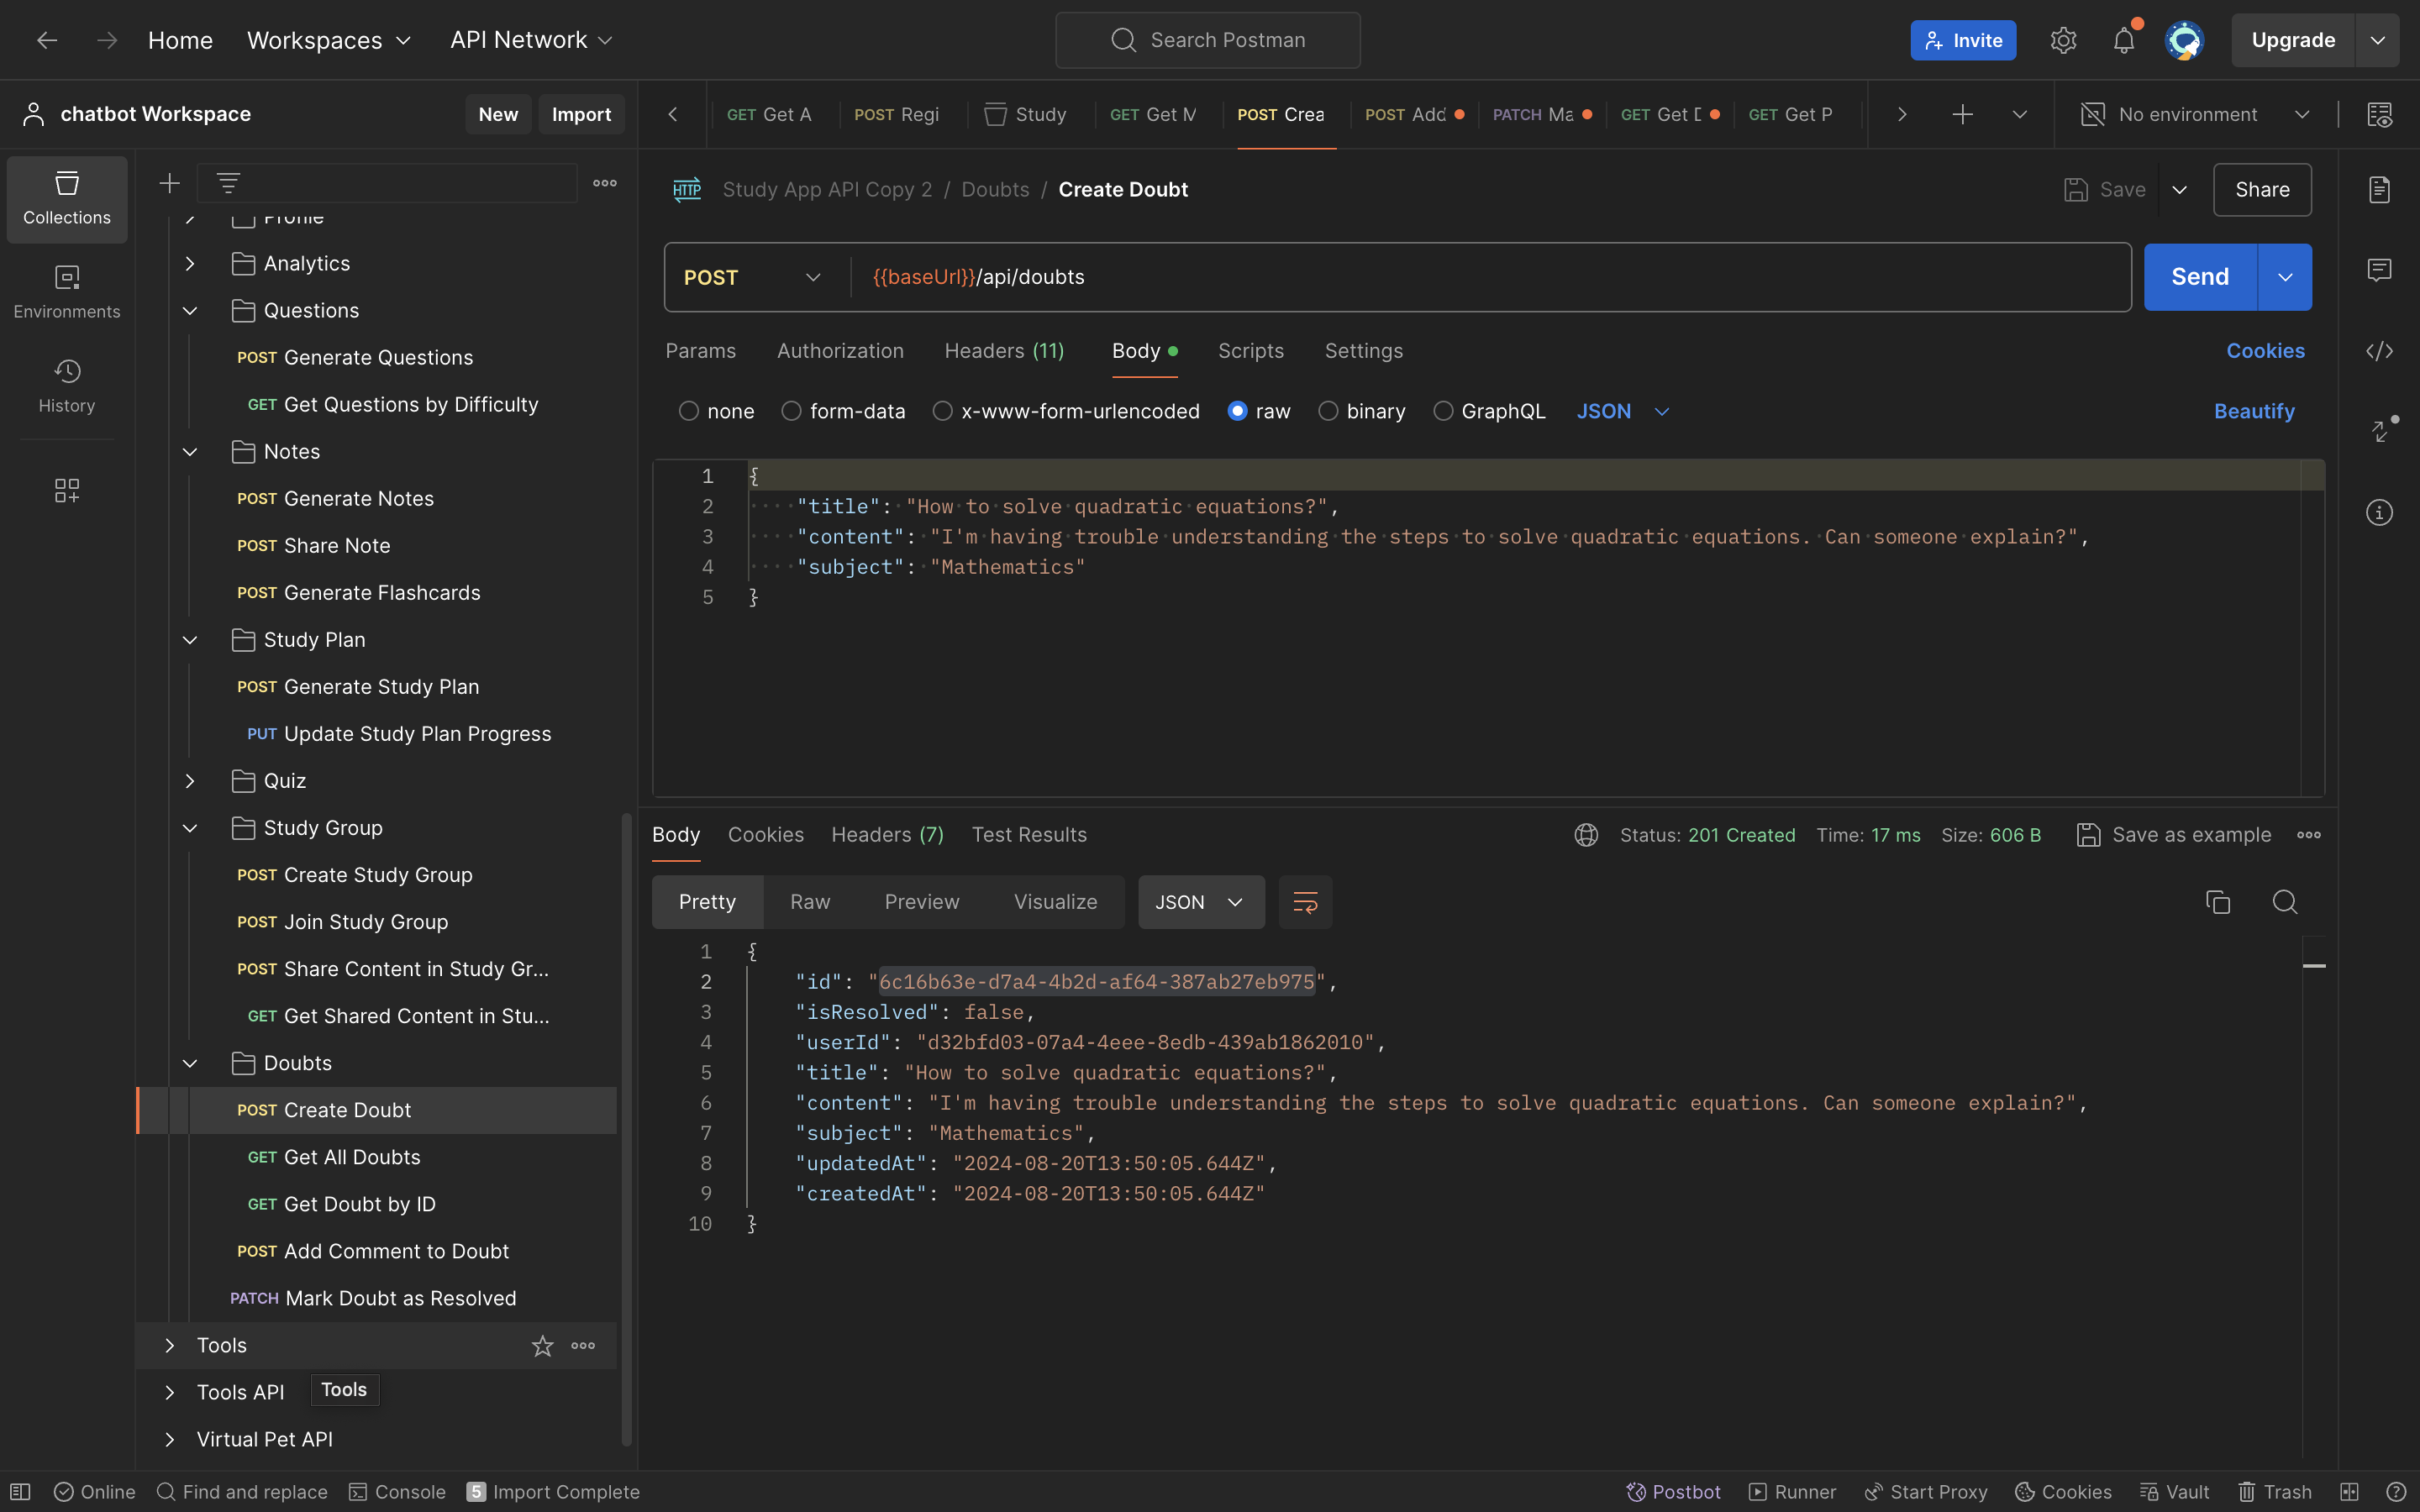 Home Workspaces API Network Search Postman Invite Upgrade
chatbot Workspace New Import
GET Get A POST Regi Study GET Get M POST Crea POST Add PATCH Ma GET Get D GET Get P No environment
Collections
Environments
History
Profile
Analytics
Questions
POST Generate Questions
GET Get Questions by Difficulty
Notes
POST Generate Notes
POST Share Note
POST Generate Flashcards
Study Plan
POST Generate Study Plan
PUT Update Study Plan Progress
Quiz
Study Group
POST Create Study Group
POST Join Study Group
POST Share Content in Study Gr...
GET Get Shared Content in Stu...
Doubts
POST Create Doubt
GET Get All Doubts
GET Get Doubt by ID
POST Add Comment to Doubt
PATCH Mark Doubt as Resolved
Tools
Tools API Tools
Virtual Pet API
HTTP Study App API Copy 2 / Doubts / Create Doubt Save Share
POST {{baseUrl}}/api/doubts Send
Params Authorization Headers (11) Body Scripts Settings Cookies
none form-data x-www-form-urlencoded raw binary GraphQL JSON Beautify
1 {
2 "title": "How to solve quadratic equations?",
3 "content": "I'm having trouble understanding the steps to solve quadratic equations. Can someone explain?",
4 "subject": "Mathematics"
5 }
Body Cookies Headers (7) Test Results Status: 201 Created Time: 17 ms Size: 606 B Save as example
Pretty Raw Preview Visualize JSON
1 {
2 "id": "6c16b63e-d7a4-4b2d-af64-387ab27eb975",
3 "isResolved": false,
4 "userId": "d32bfd03-07a4-4eee-8edb-439ab1862010",
5 "title": "How to solve quadratic equations?",
6 "content": "I'm having trouble understanding the steps to solve quadratic equations. Can someone explain?",
7 "subject": "Mathematics",
8 "updatedAt": "2024-08-20T13:50:05.644Z",
9 "createdAt": "2024-08-20T13:50:05.644Z"
10 }
Online Find and replace Console 5 Import Complete Postbot Runner Start Proxy Cookies Vault Trash